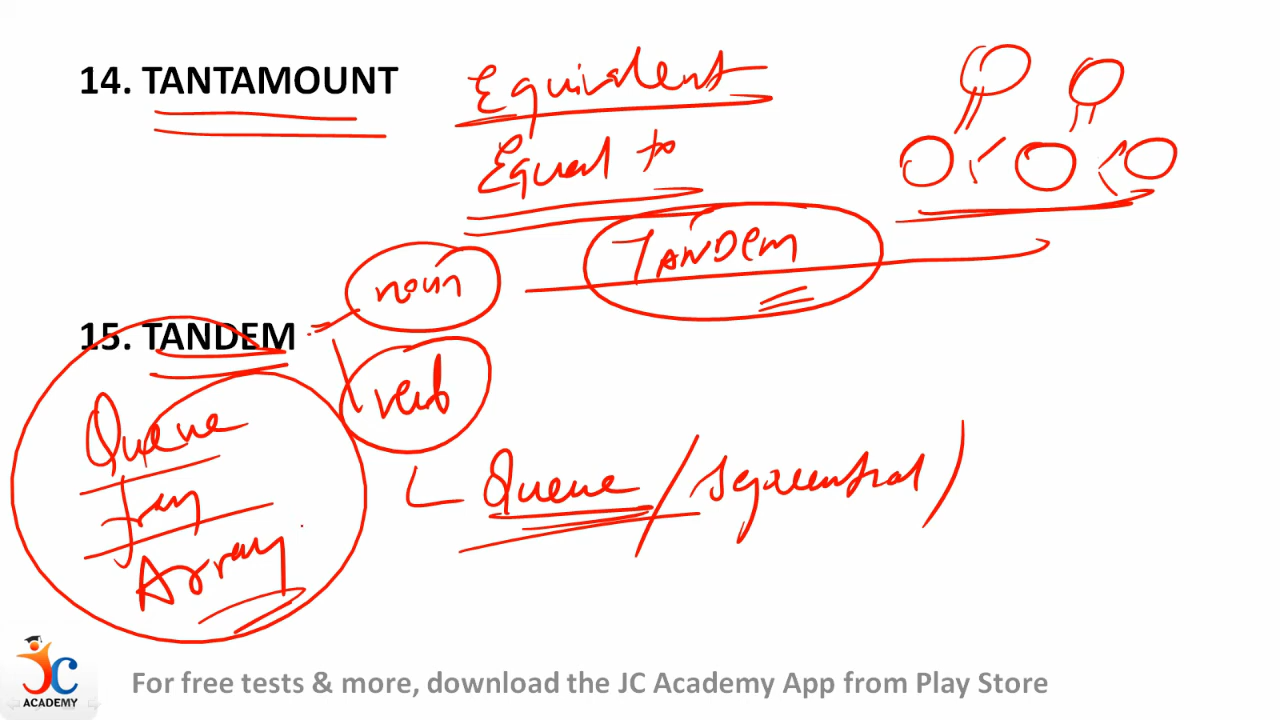 14. TANTAMOUNT Equivalent
Equal to
TANDEM
noun
15. TANDEM
verb
Queue
Queue / sequential )
Array
JC
ACADEMY
For free tests & more, download the JC Academy App from Play Store